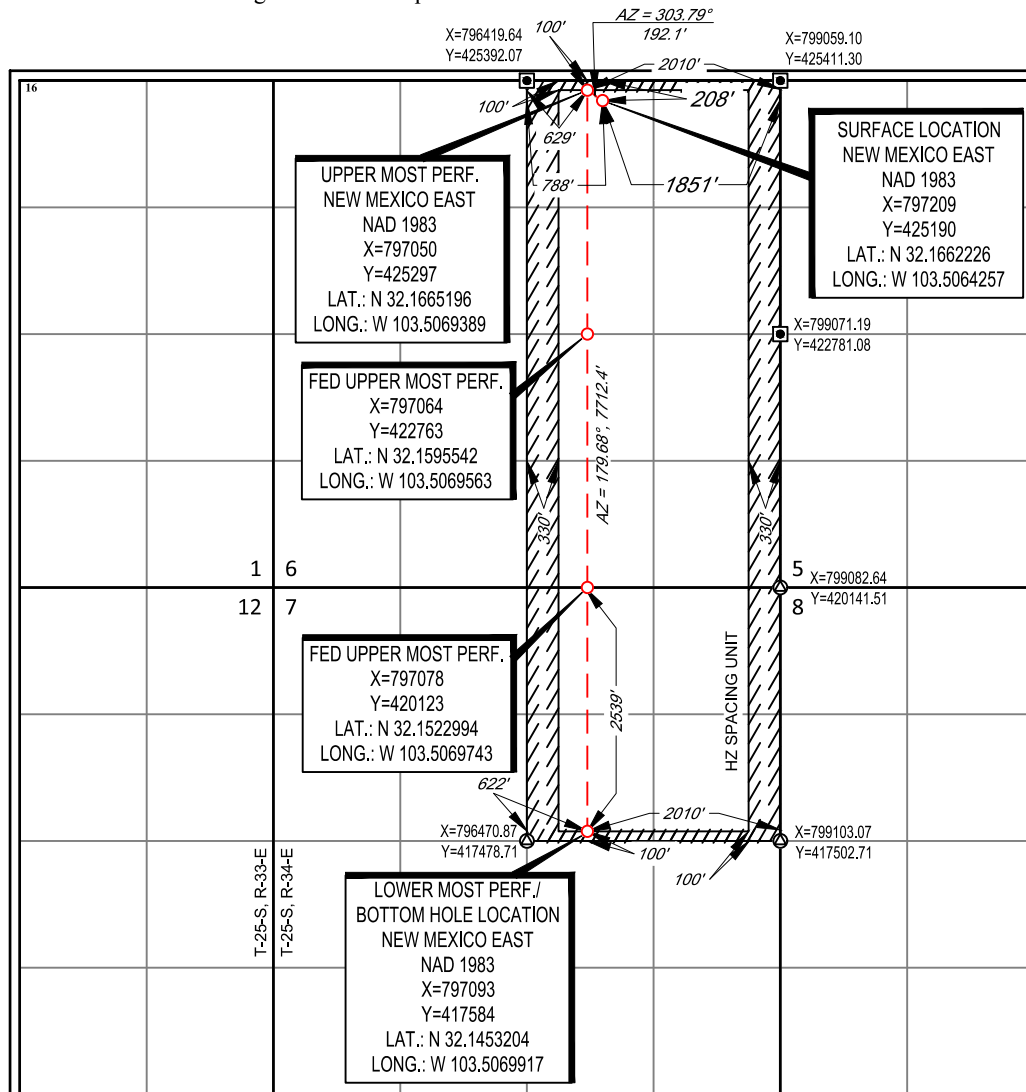 AZ = 303.79°
192.1'
X=796419.64
Y=425392.07
100'
X=799059.10
Y=425411.30
2010'
16
100'
208'
629'
788'
1851'
SURFACE LOCATION
NEW MEXICO EAST
NAD 1983
X=797209
Y=425190
LAT.: N 32.1662226
LONG.: W 103.5064257
UPPER MOST PERF.
NEW MEXICO EAST
NAD 1983
X=797050
Y=425297
LAT.: N 32.1665196
LONG.: W 103.5069389
X=799071.19
Y=422781.08
FED UPPER MOST PERF.
X=797064
Y=422763
LAT.: N 32.1595542
LONG.: W 103.5069563
AZ = 179.68°, 7712.4'
330'
330'
1 6
12 7
5
8
X=799082.64
Y=420141.51
FED UPPER MOST PERF.
X=797078
Y=420123
LAT.: N 32.1522994
LONG.: W 103.5069743
2539'
HZ SPACING UNIT
622'
2010'
X=796470.87
Y=417478.71
X=799103.07
Y=417502.71
100'
100'
T-25-S, R-33-E
T-25-S, R-34-E
LOWER MOST PERF./
BOTTOM HOLE LOCATION
NEW MEXICO EAST
NAD 1983
X=797093
Y=417584
LAT.: N 32.1453204
LONG.: W 103.5069917